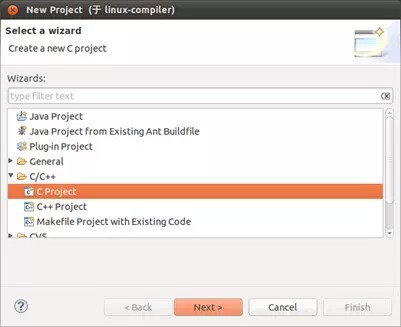 New Project (于 linux-compiler)
Select a wizard
Create a new C project
Wizards:
type filter text
Java Project
Java Project from Existing Ant Buildfile
Plug-in Project
General
C/C++
C Project
C++ Project
Makefile Project with Existing Code
CVS
< Back
Next >
Cancel
Finish